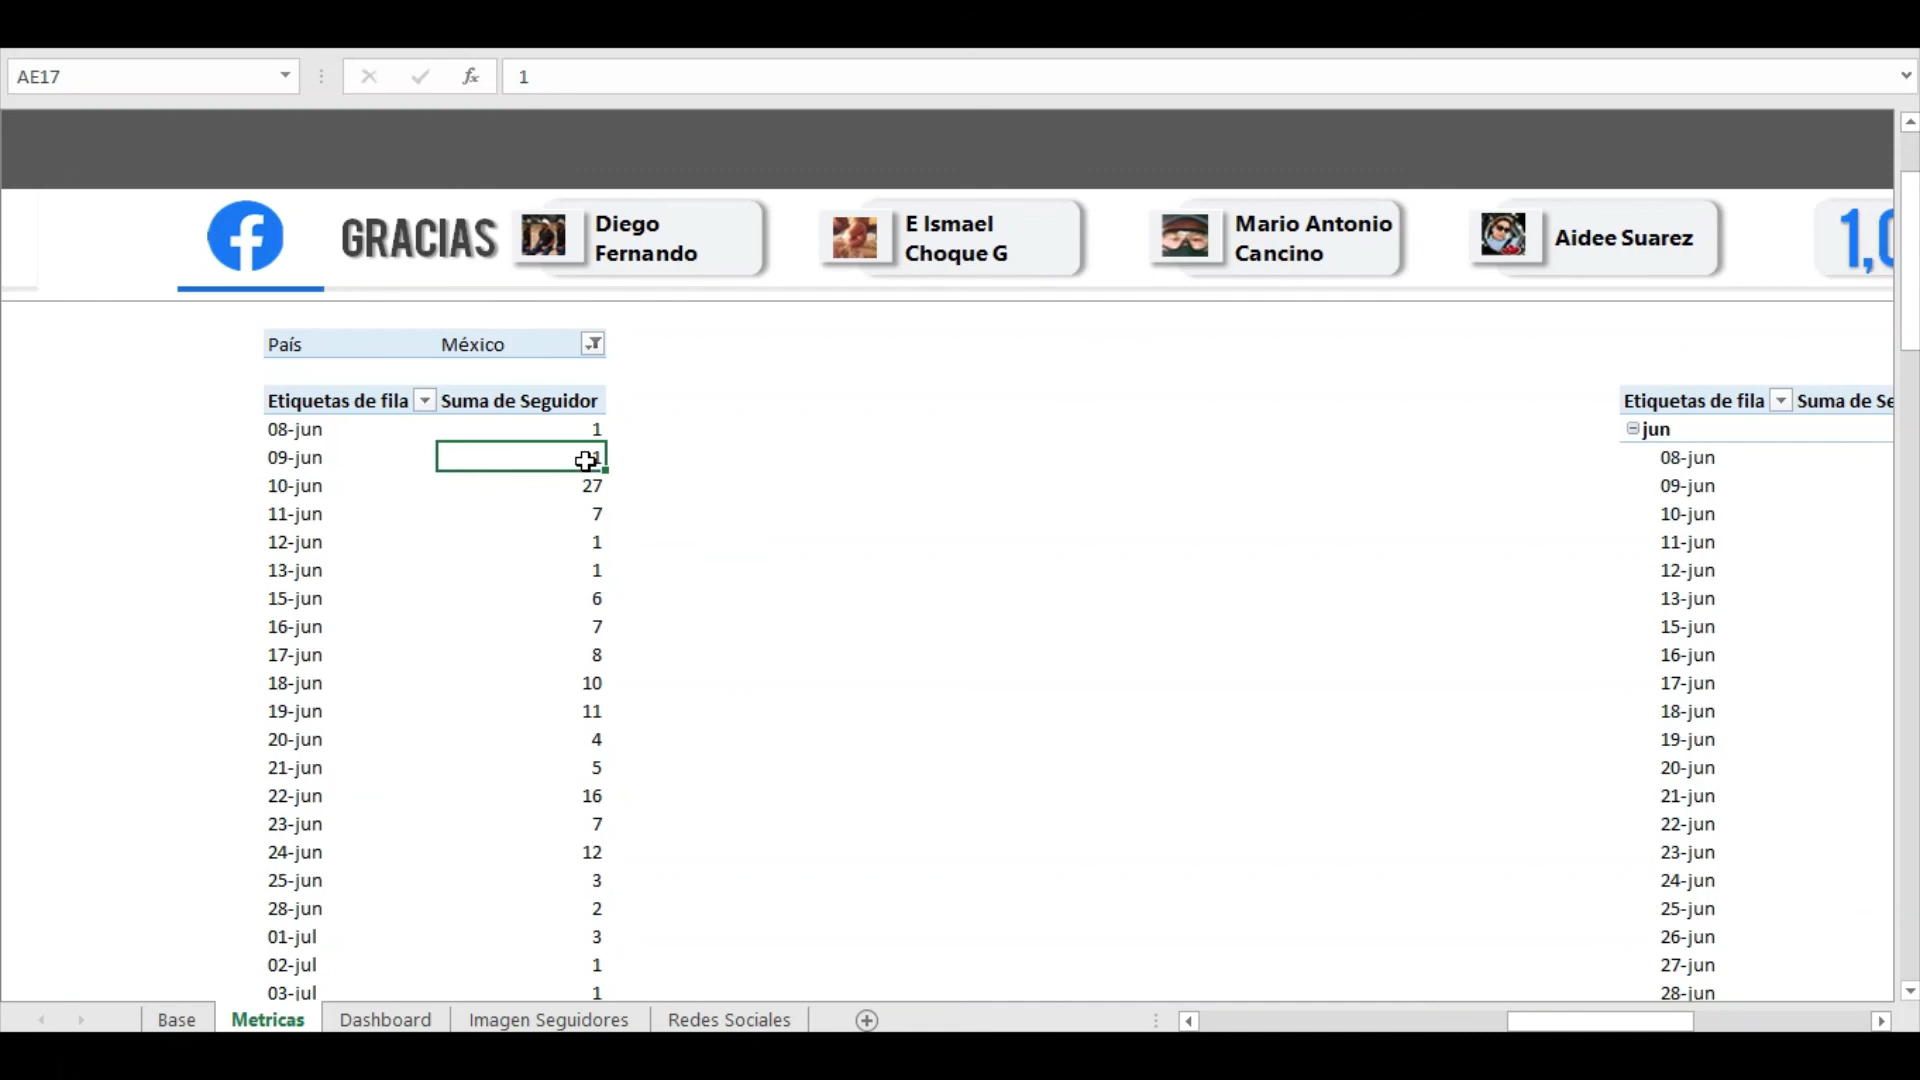 AE17
fx
1
GRACIAS
Diego
Fernando
E Ismael
Choque G
Mario Antonio
Cancino
Aidee Suarez
País México
Etiquetas de fila Suma de Seguidor
08-jun 1
09-jun 1
10-jun 27
11-jun 7
12-jun 1
13-jun 1
15-jun 6
16-jun 7
17-jun 8
18-jun 10
19-jun 11
20-jun 4
21-jun 5
22-jun 16
23-jun 7
24-jun 12
25-jun 3
28-jun 2
01-jul 3
02-jul 1
03-jul 1
Etiquetas de fila Suma de Se
jun
08-jun
09-jun
10-jun
11-jun
12-jun
13-jun
15-jun
16-jun
17-jun
18-jun
19-jun
20-jun
21-jun
22-jun
23-jun
24-jun
25-jun
26-jun
27-jun
28-jun
Base
Metricas
Dashboard
Imagen Seguidores
Redes Sociales